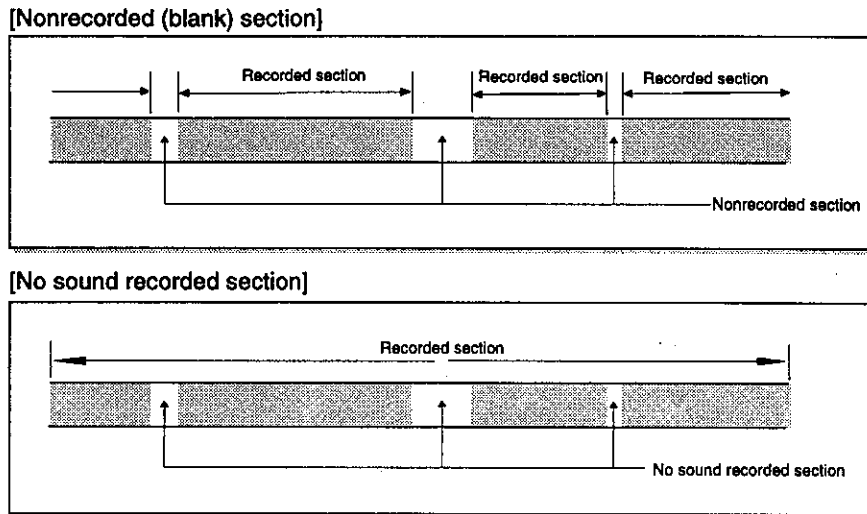 [Nonrecorded (blank) section]
Recorded section
Recorded section
Recorded section
Nonrecorded section
[No sound recorded section]
Recorded section
No sound recorded section